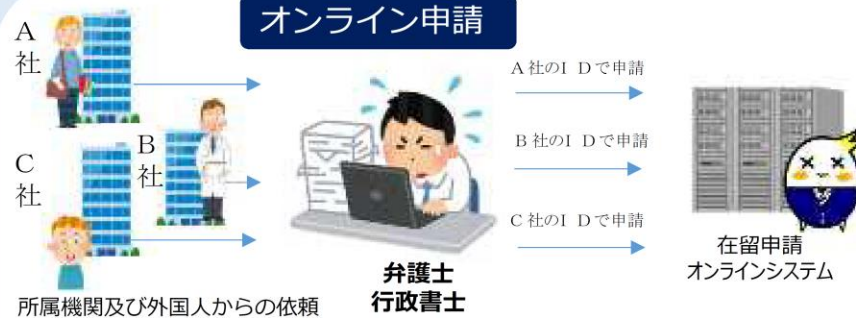 オンライン申請
A
社
B
社
C
社
A 社のI Dで申請
B 社のI Dで申請
C 社のI Dで申請
弁護士
行政書士
在留申請
オンラインシステム
所属機関及び外国人からの依頼